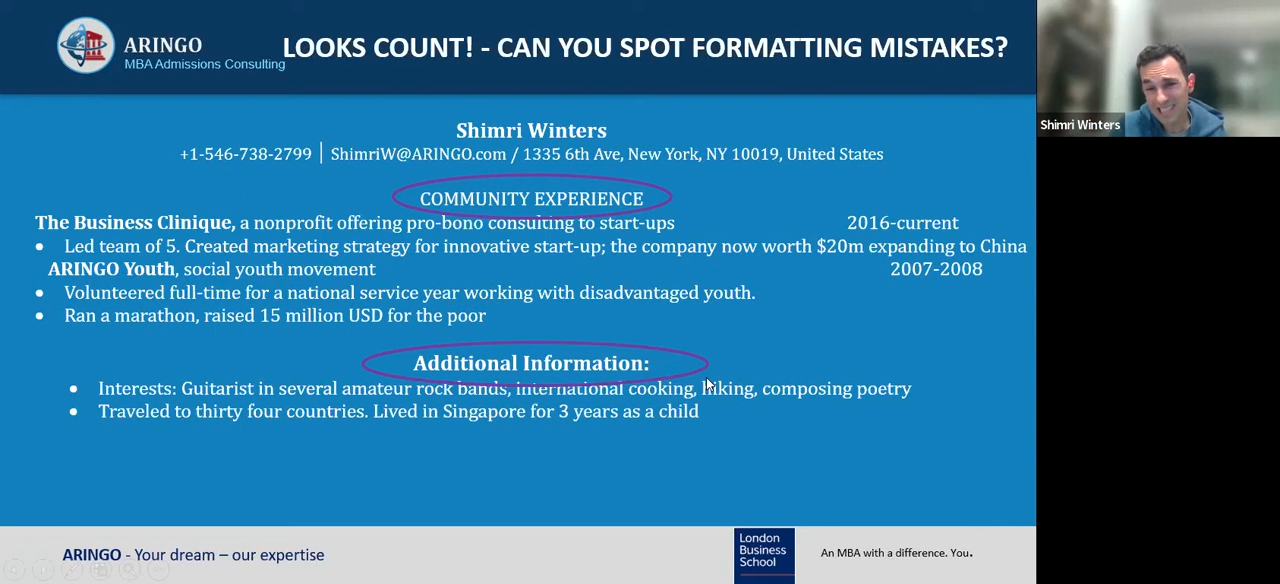 ARINGO
MBA Admissions Consulting
LOOKS COUNT! - CAN YOU SPOT FORMATTING MISTAKES?
Shimri Winters
Shimri Winters
+1-546-738-2799 | ShimriW@ARINGO.com / 1335 6th Ave, New York, NY 10019, United States
COMMUNITY EXPERIENCE
The Business Clinique, a nonprofit offering pro-bono consulting to start-ups 2016-current
• Led team of 5. Created marketing strategy for innovative start-up; the company now worth $20m expanding to China
ARINGO Youth, social youth movement 2007-2008
• Volunteered full-time for a national service year working with disadvantaged youth.
• Ran a marathon, raised 15 million USD for the poor
Additional Information:
• Interests: Guitarist in several amateur rock bands, international cooking, hiking, composing poetry
• Traveled to thirty four countries. Lived in Singapore for 3 years as a child
ARINGO - Your dream – our expertise
London
Business
School
An MBA with a difference. You.